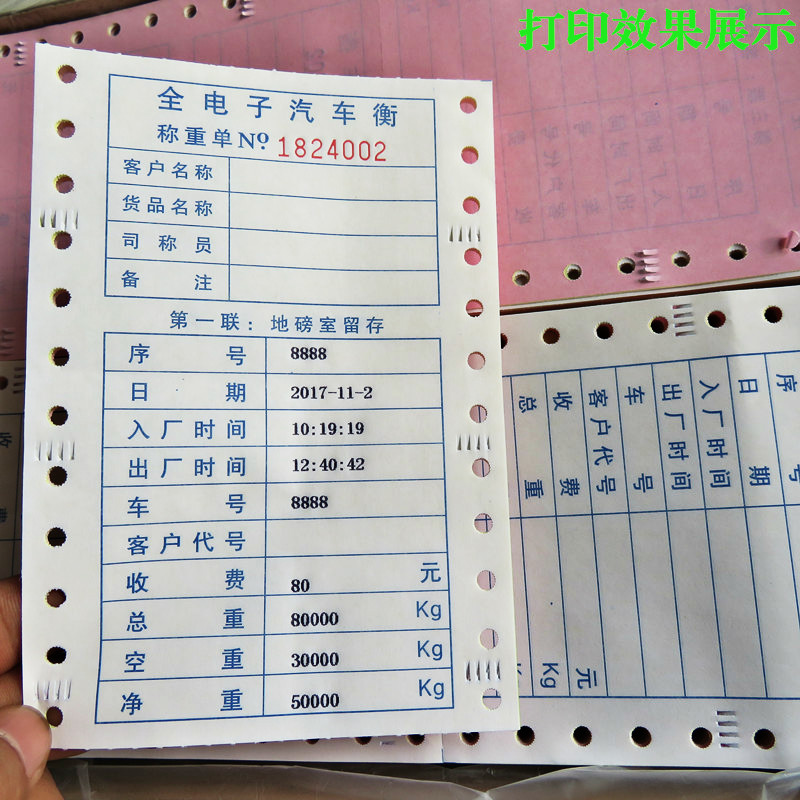 打印效果展示
全电子汽车衡
称重单№ 1824002
客户名称
货品名称
司称员
备注
第一联：地磅室留存
序号 8888
日期 2017-11-2
入厂时间 10:19:19
出厂时间 12:40:42
车号 8888
客户代号
收费 80 元
总重 80000 Kg
空重 30000 Kg
净重 50000 Kg
序号
日期
入厂时间
出厂时间
车号
客户代号
收费
总重
元
Kg